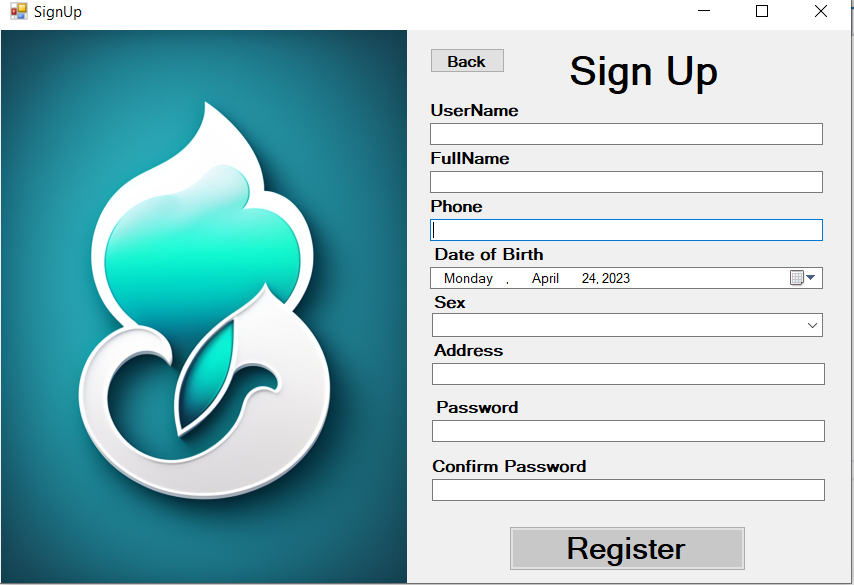 SignUp
Back
Sign Up
UserName
FullName
Phone
Date of Birth
Monday , April 24, 2023
Sex
Address
Password
Confirm Password
Register